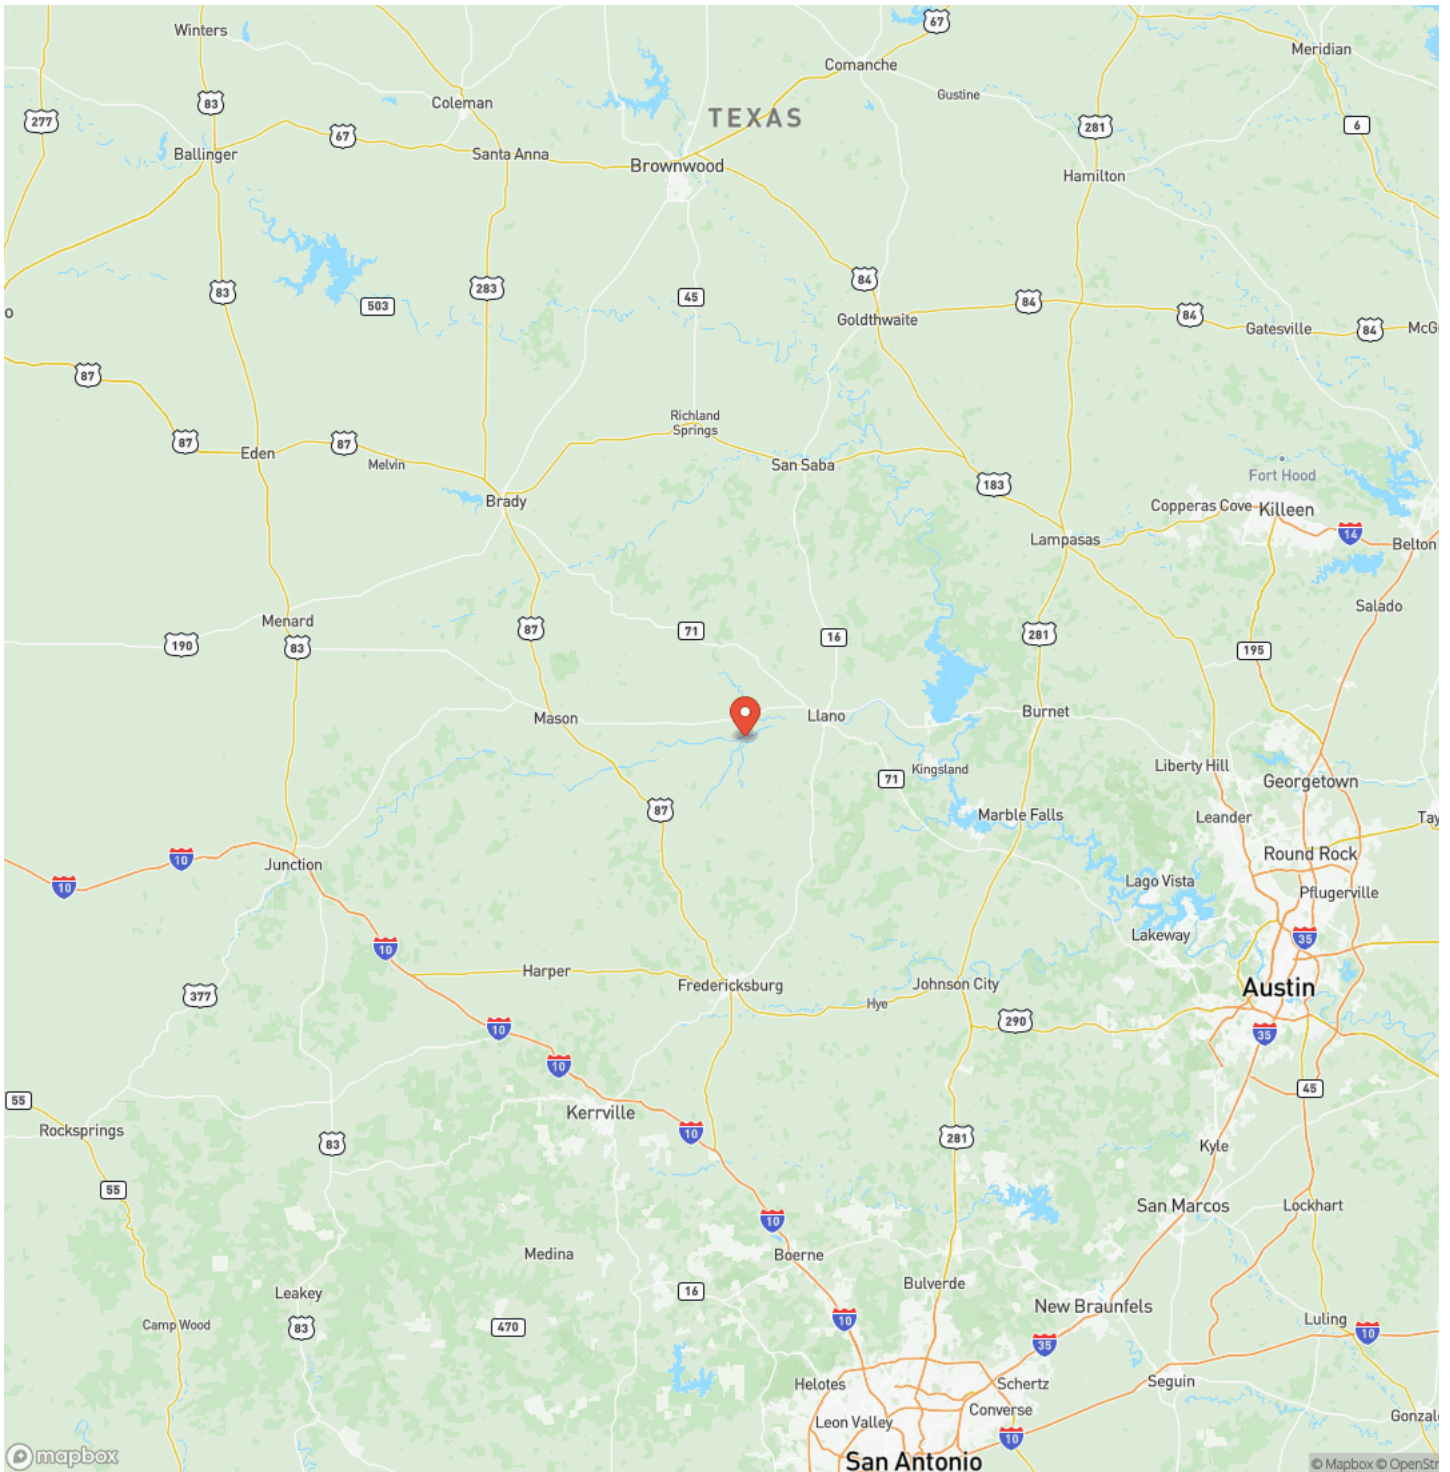 Winters
67
Meridian
Comanche
Gustine
83
Coleman
TEXAS
277
67
281
6
Ballinger
Santa Anna
Brownwood
Hamilton
84
83
283
45
503
84
84
o
Goldthwaite
Gatesville
84
McG
87
Richland
Springs
87
87
Eden
Melvin
San Saba
Fort Hood
183
Brady
Copperas Cove
Killeen
14
Lampasas
Belton
Salado
Menard
87
71
16
281
190
83
195
Mason
Llano
Burnet
Kingsland
Liberty Hill
71
Georgetown
87
Marble Falls
Leander
Tay
10
Junction
Round Rock
10
Lago Vista
Pflugerville
Lakeway
35
10
Harper
Fredericksburg
Johnson City
Austin
377
Hye
290
10
35
10
55
45
Kerrville
Rocksprings
10
83
281
Kyle
55
San Marcos
Lockhart
10
Medina
Boerne
Bulverde
Leakey
16
New Braunfels
Camp Wood
83
470
10
Luling
10
35
Helotes
Schertz
Seguin
Converse
Leon Valley
Gonzal
10
mapbox
San Antonio
© Mapbox © OpenStr